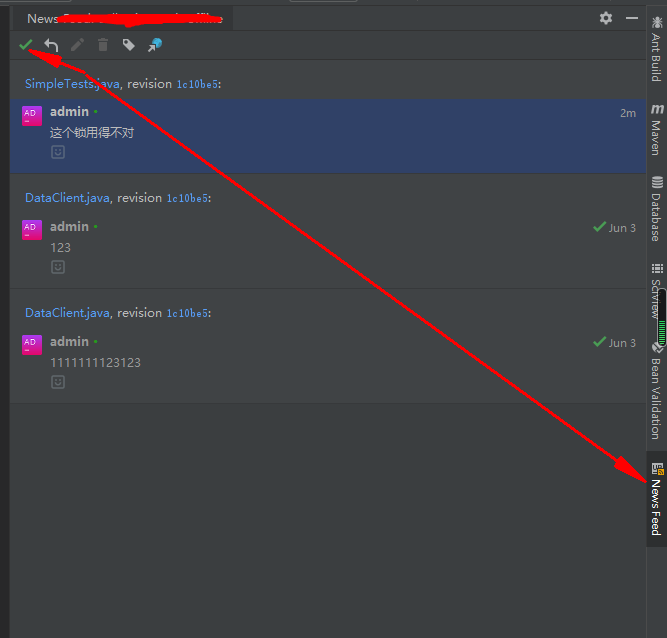 News Feed
SimpleTests.java, revision 1c10be5:
AD
admin
2m
这个锁用得不对
DataClient.java, revision 1c10be5:
AD
admin
Jun 3
123
DataClient.java, revision 1c10be5:
AD
admin
Jun 3
1111111123123
Ant Build
m
Maven
Database
SciView
Bean Validation
News Feed